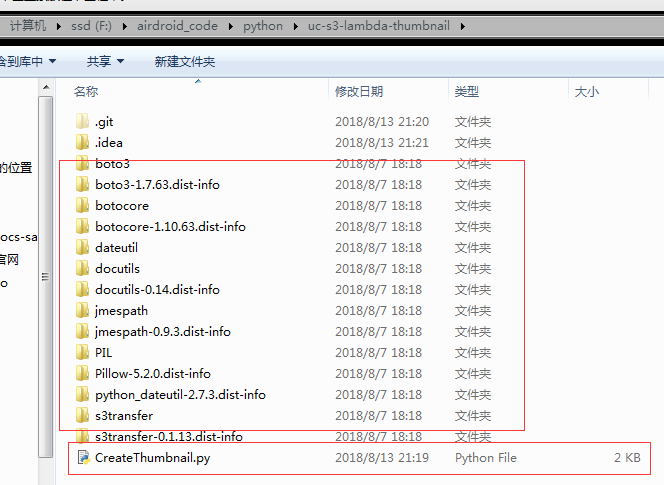 计算机 ▸ ssd (F:) ▸ airdroid_code ▸ python ▸ uc-s3-lambda-thumbnail ▸
含到库中 ▼ 共享 ▼ 新建文件夹
名称 修改日期 类型 大小
.git 2018/8/13 21:20 文件夹
.idea 2018/8/13 21:21 文件夹
boto3 2018/8/7 18:18 文件夹
的位置
boto3-1.7.63.dist-info 2018/8/7 18:18 文件夹
botocore 2018/8/7 18:18 文件夹
botocore-1.10.63.dist-info 2018/8/7 18:18 文件夹
ocs-sa
dateutil 2018/8/7 18:18 文件夹
官网
docutils 2018/8/7 18:18 文件夹
o
docutils-0.14.dist-info 2018/8/7 18:18 文件夹
jmespath 2018/8/7 18:18 文件夹
jmespath-0.9.3.dist-info 2018/8/7 18:18 文件夹
PIL 2018/8/7 18:18 文件夹
Pillow-5.2.0.dist-info 2018/8/7 18:18 文件夹
python_dateutil-2.7.3.dist-info 2018/8/7 18:18 文件夹
s3transfer 2018/8/7 18:18 文件夹
s3transfer-0.1.13.dist-info 2018/8/7 18:18 文件夹
CreateThumbnail.py 2018/8/13 21:19 Python File 2 KB